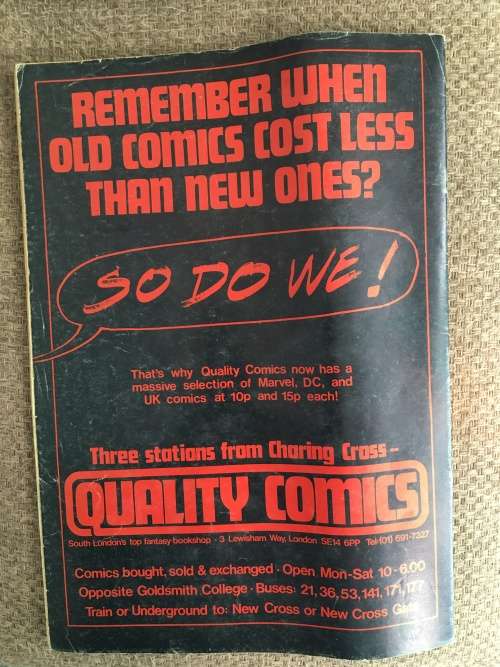 REMEMBER WHEN
OLD COMICS COST LESS
THAN NEW ONES?
SO DO WE!
That's why Quality Comics now has a
massive selection of Marvel, DC, and
UK comics at 10p and 15p each!
Three stations from Charing Cross -
QUALITY COMICS
South London's top fantasy bookshop - 3 Lewisham Way, London SE14 6PP Tel (01) 691-7327
Comics bought, sold & exchanged · Open Mon-Sat 10-6.00
Opposite Goldsmith College · Buses: 21, 36, 53, 141, 171, 177
Train or Underground to: New Cross or New Cross Gate